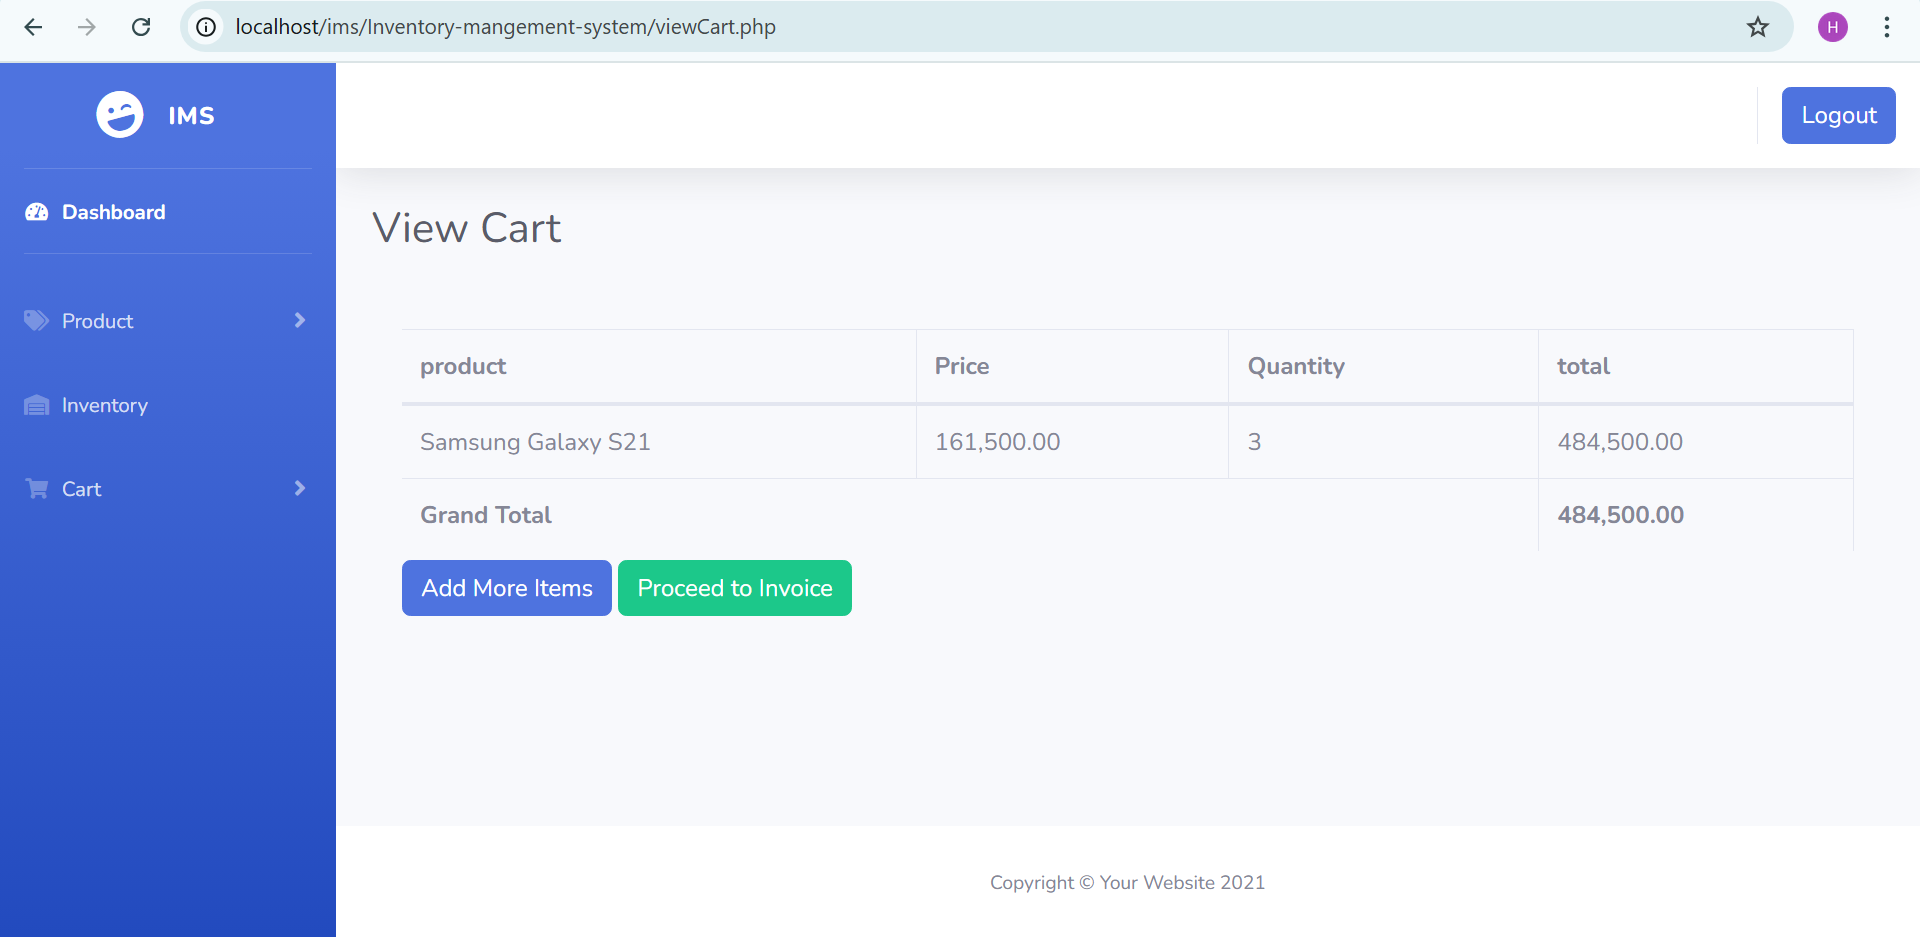 localhost/ims/Inventory-mangement-system/viewCart.php
H
IMS
Logout
Dashboard
Product
Inventory
Cart
View Cart
product Price Quantity total
Samsung Galaxy S21 161,500.00 3 484,500.00
Grand Total 484,500.00
Add More Items Proceed to Invoice
Copyright © Your Website 2021